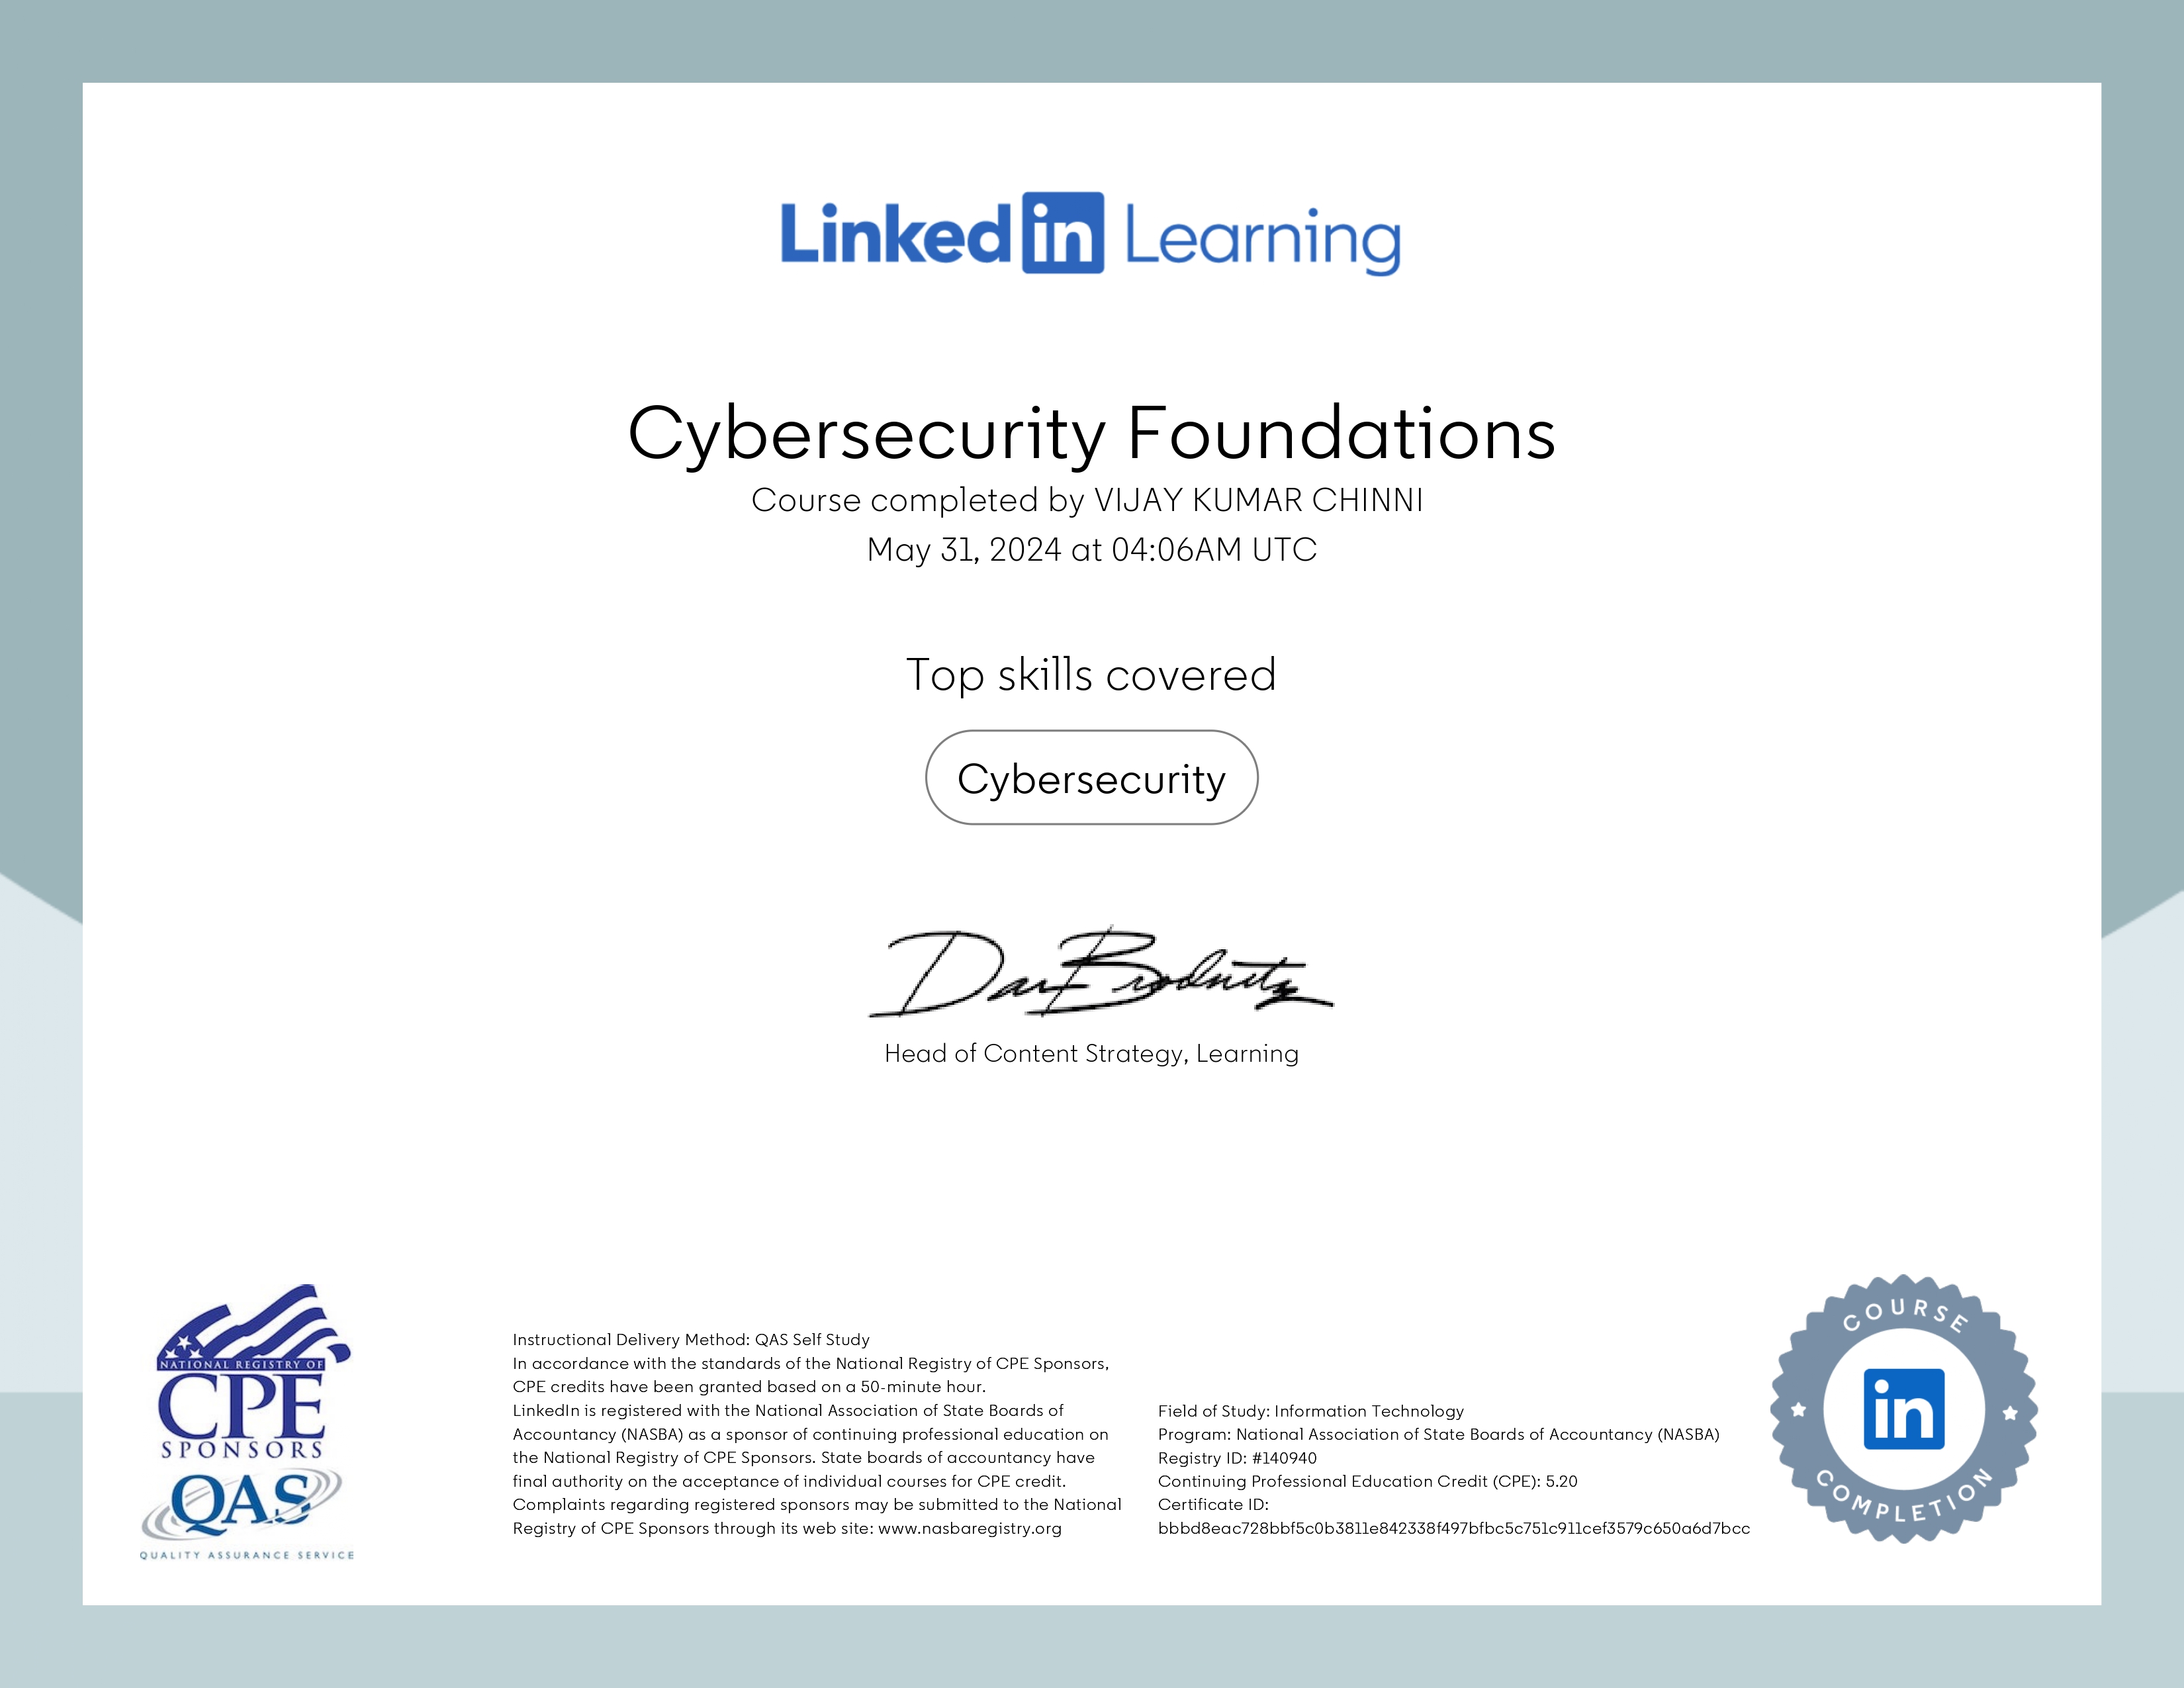 Linked in Learning
Cybersecurity Foundations
Course completed by VIJAY KUMAR CHINNI
May 31, 2024 at 04:06AM UTC
Top skills covered
Cybersecurity
Dan Brodnitz
Head of Content Strategy, Learning
NATIONAL REGISTRY OF
CPE
SPONSORS
QAS
QUALITY ASSURANCE SERVICE
Instructional Delivery Method: QAS Self Study
In accordance with the standards of the National Registry of CPE Sponsors,
CPE credits have been granted based on a 50-minute hour.
LinkedIn is registered with the National Association of State Boards of
Accountancy (NASBA) as a sponsor of continuing professional education on
the National Registry of CPE Sponsors. State boards of accountancy have
final authority on the acceptance of individual courses for CPE credit.
Complaints regarding registered sponsors may be submitted to the National
Registry of CPE Sponsors through its web site: www.nasbaregistry.org
Field of Study: Information Technology
Program: National Association of State Boards of Accountancy (NASBA)
Registry ID: #140940
Continuing Professional Education Credit (CPE): 5.20
Certificate ID:
bbbd8eac728bbf5c0b3811e842338f497bfbc5c751c911cef3579c650a6d7bcc
COURSE
in
COMPLETION